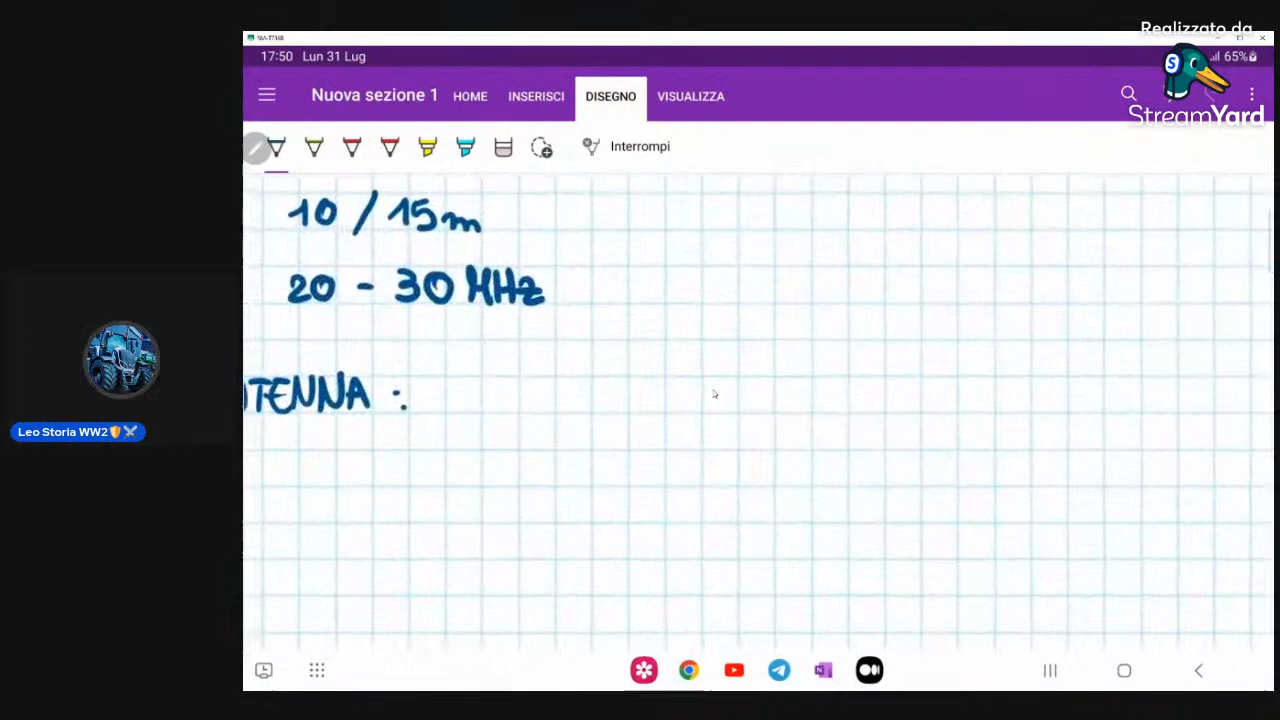 Realizzato da
StreamYard
17:50 Lun 31 Lug
65%
Nuova sezione 1 HOME INSERISCI DISEGNO VISUALIZZA
Interrompi
10 / 15m
20 - 30 MHz
TENNA :
Leo Storia WW2